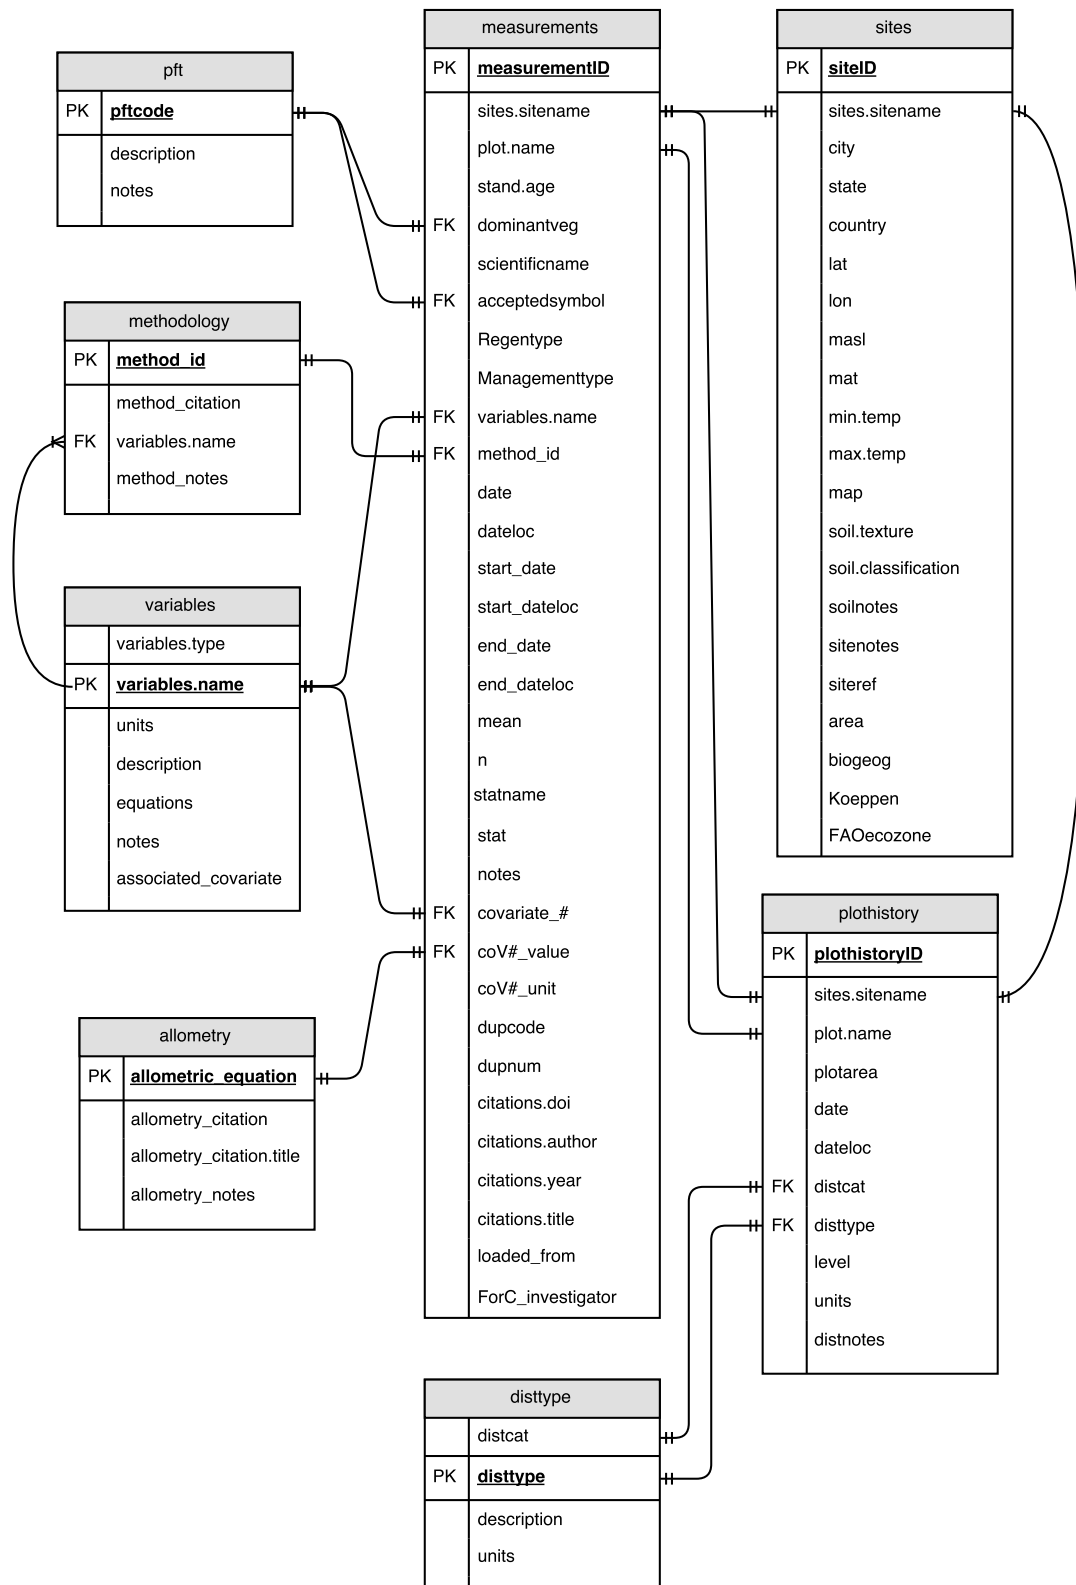 pft
PK pftcode
description
notes
methodology
PK method_id
method_citation
FK variables.name
method_notes
variables
variables.type
PK variables.name
units
description
equations
notes
associated_covariate
allometry
PK allometric_equation
allometry_citation
allometry_citation.title
allometry_notes
measurements
PK measurementID
sites.sitename
plot.name
stand.age
FK dominantveg
scientificname
FK acceptedsymbol
Regentype
Managementtype
FK variables.name
FK method_id
date
dateloc
start_date
start_dateloc
end_date
end_dateloc
mean
n
statname
stat
notes
FK covariate_#
FK coV#_value
coV#_unit
dupcode
dupnum
citations.doi
citations.author
citations.year
citations.title
loaded_from
ForC_investigator
disttype
distcat
PK disttype
description
units
sites
PK siteID
sites.sitename
city
state
country
lat
lon
masl
mat
min.temp
max.temp
map
soil.texture
soil.classification
soilnotes
sitenotes
siteref
area
biogeog
Koeppen
FAOecozone
plothistory
PK plothistoryID
sites.sitename
plot.name
plotarea
date
dateloc
FK distcat
FK disttype
level
units
distnotes